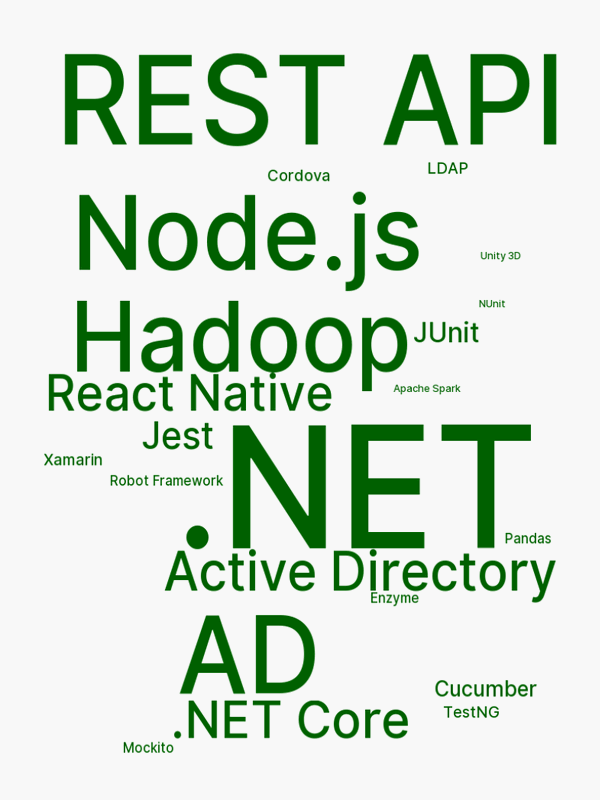 REST API
LDAP
Cordova
Node.js
Unity 3D
NUnit
Hadoop
JUnit
React Native
Apache Spark
Jest
Xamarin
Robot Framework
.NET
Pandas
Active Directory
Enzyme
AD
Cucumber
.NET Core
TestNG
Mockito